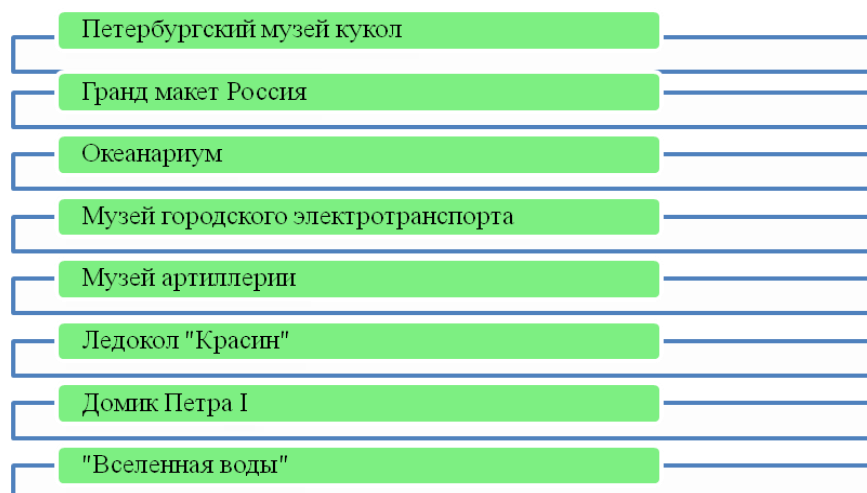 Петербургский музей кукол
Гранд макет Россия
Океанариум
Музей городского электротранспорта
Музей артиллерии
Ледокол "Красин"
Домик Петра I
"Вселенная воды"